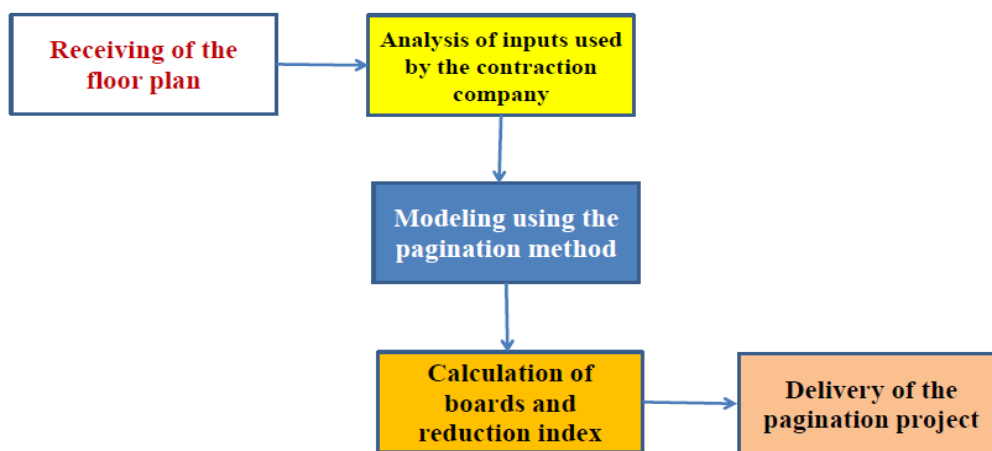 Receiving of the
floor plan
Analysis of inputs used
by the contraction
company
Modeling using the
pagination method
Calculation of
boards and
reduction index
Delivery of the
pagination project